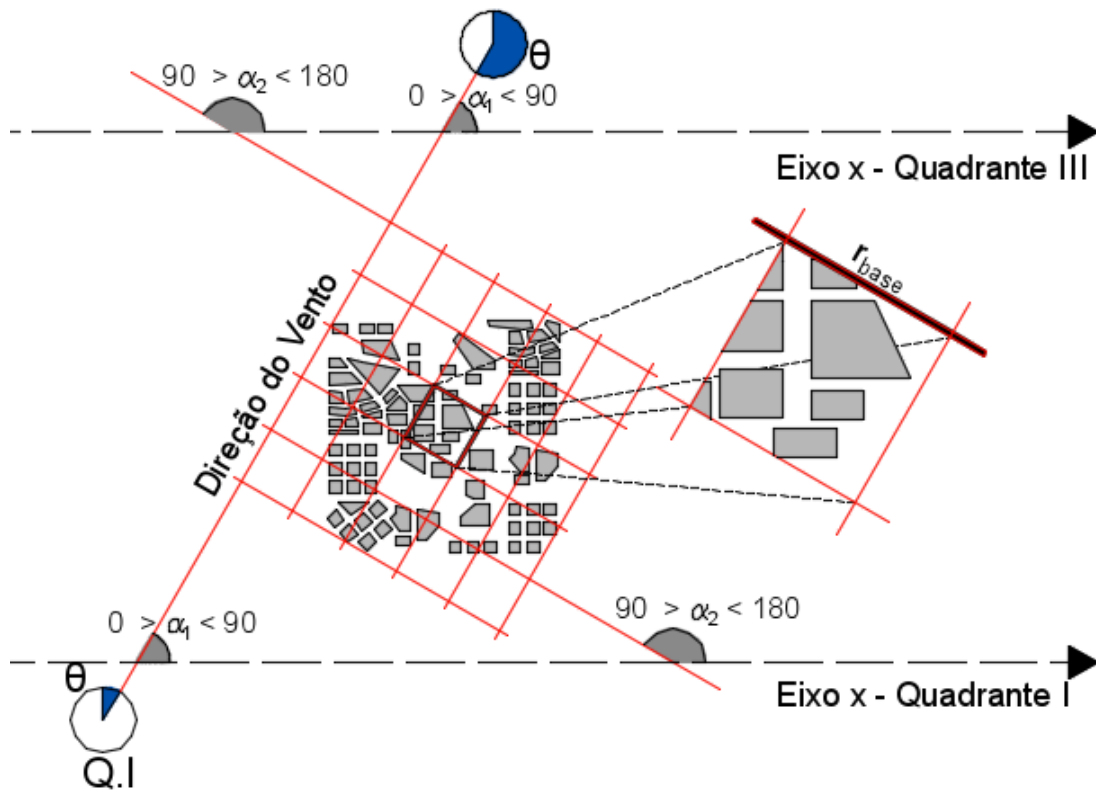 θ
90 > α₂ < 180
0 > α₁ < 90
Eixo x - Quadrante III
r base
Direção do Vento
0 > α₁ < 90
90 > α₂ < 180
θ
Eixo x - Quadrante I
Q.I